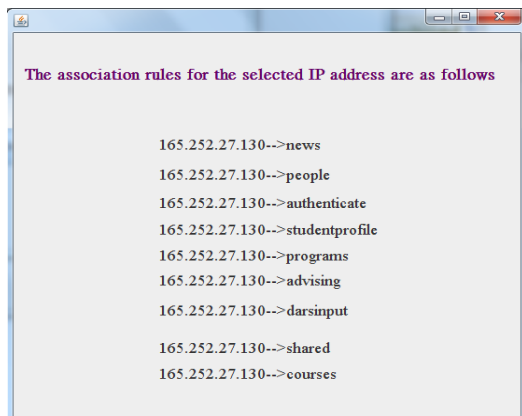 The association rules for the selected IP address are as follows
165.252.27.130-->news
165.252.27.130-->people
165.252.27.130-->authenticate
165.252.27.130-->studentprofile
165.252.27.130-->programs
165.252.27.130-->advising
165.252.27.130-->darsinput
165.252.27.130-->shared
165.252.27.130-->courses